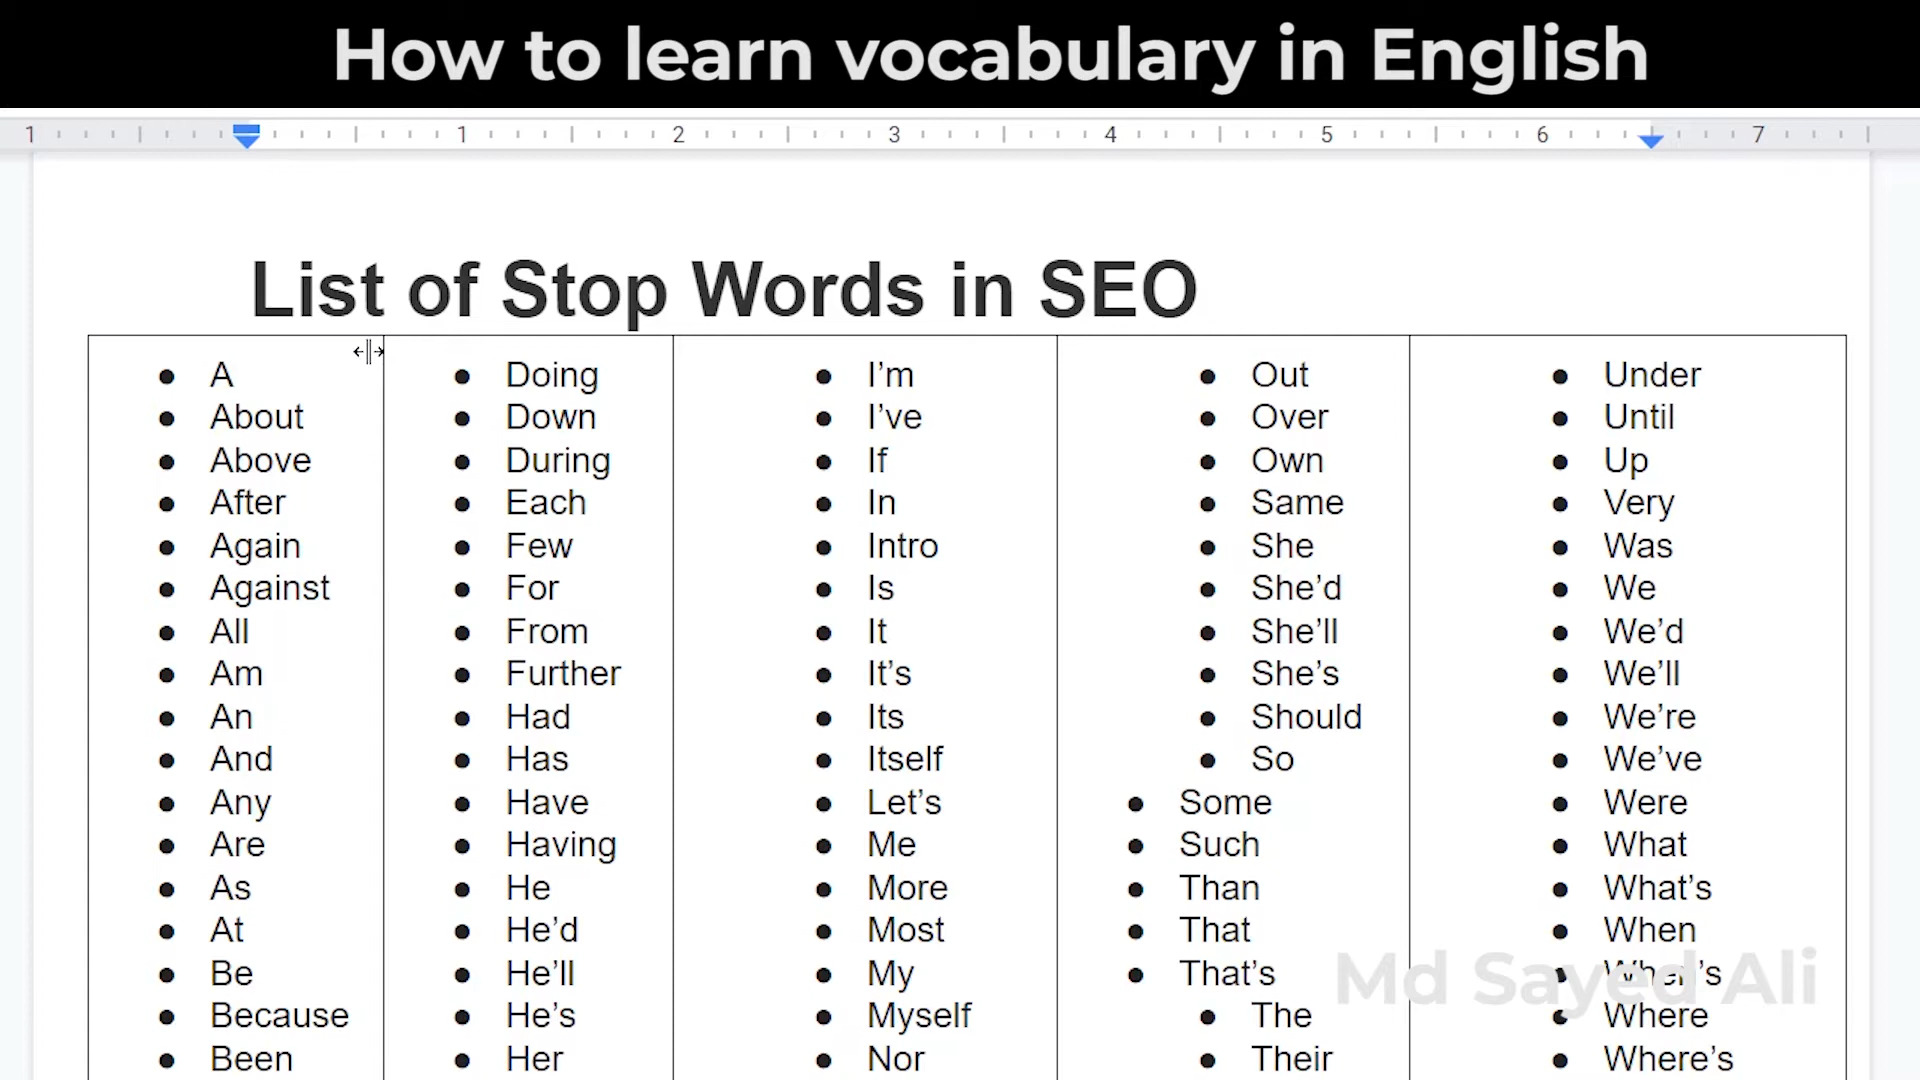 How to learn vocabulary in English
1 1 2 3 4 5 6 7
List of Stop Words in SEO
A
About
Above
After
Again
Against
All
Am
An
And
Any
Are
As
At
Be
Because
Been
Doing
Down
During
Each
Few
For
From
Further
Had
Has
Have
Having
He
He’d
He’ll
He’s
Her
I’m
I’ve
If
In
Intro
Is
It
It’s
Its
Itself
Let’s
Me
More
Most
My
Myself
Nor
Out
Over
Own
Same
She
She’d
She’ll
She’s
Should
So
Some
Such
Than
That
That’s
The
Their
Under
Until
Up
Very
Was
We
We’d
We’ll
We’re
We’ve
Were
What
What’s
When
When’s
Where
Where’s
Md Sayed Ali